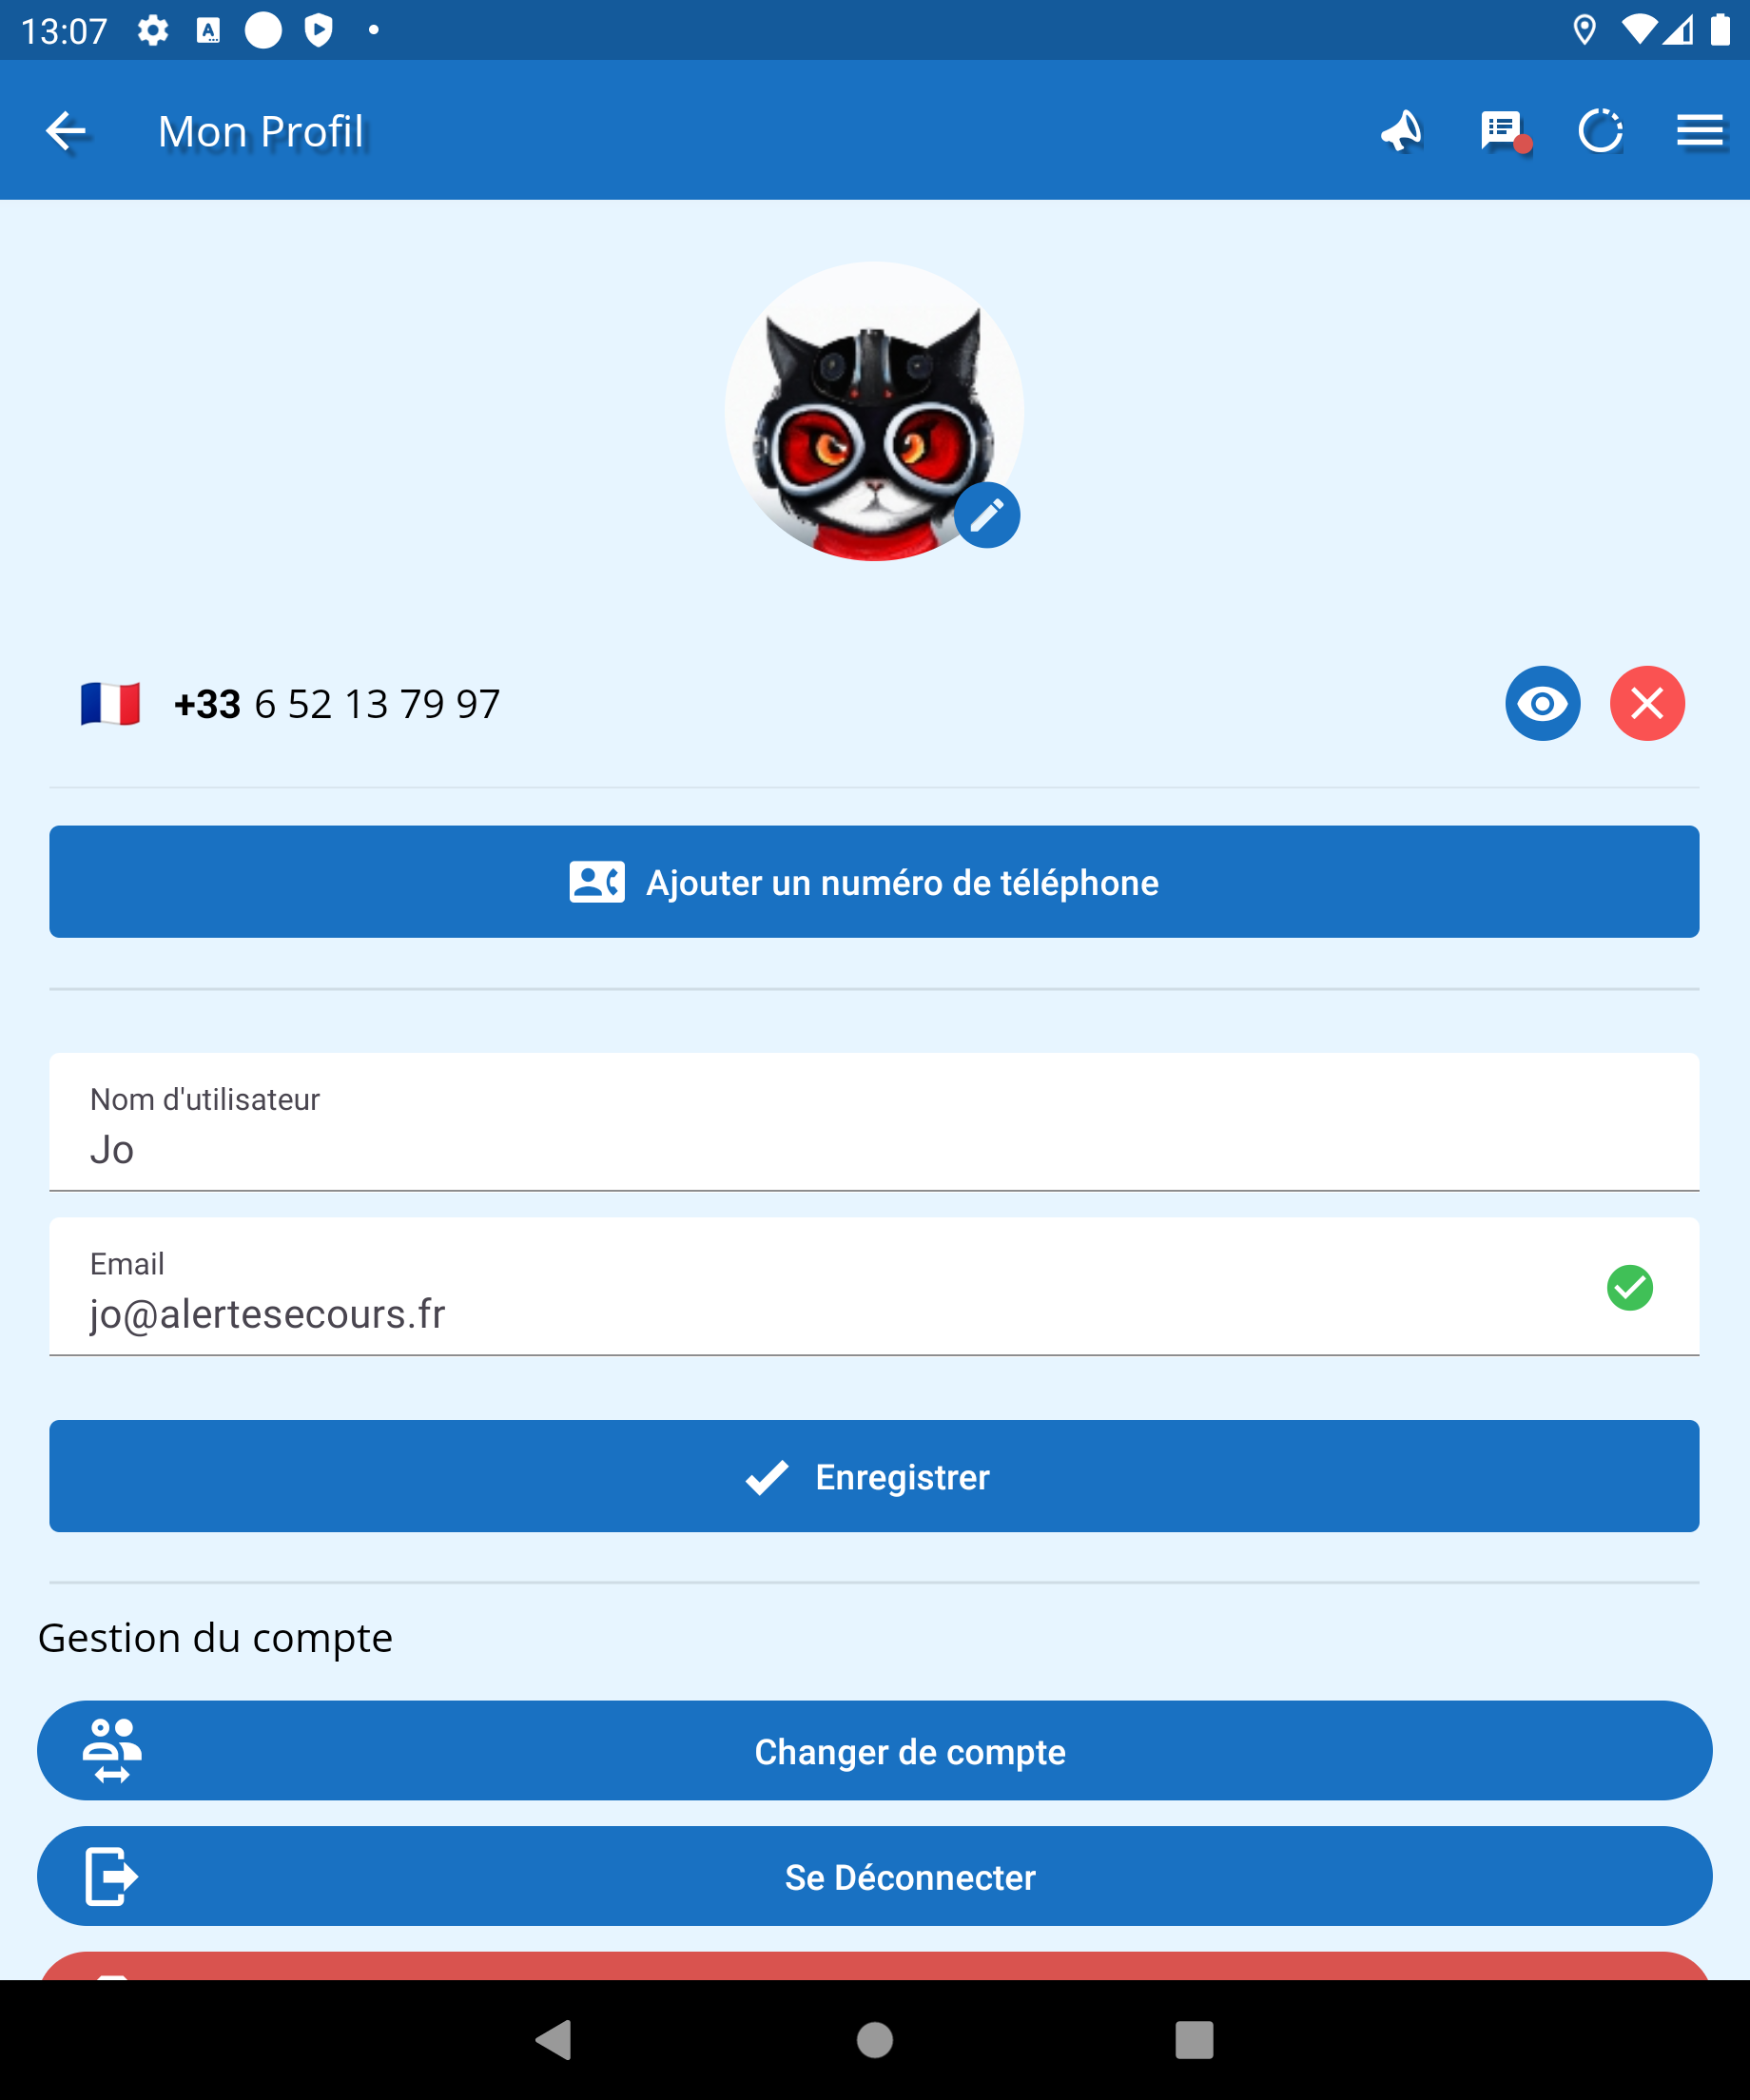 13:07
Mon Profil
+33 6 52 13 79 97
Ajouter un numéro de téléphone
Nom d'utilisateur
Jo
Email
jo@alertesecours.fr
Enregistrer
Gestion du compte
Changer de compte
Se Déconnecter